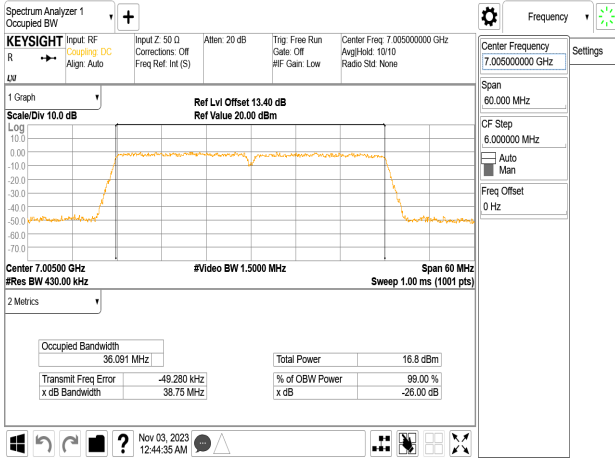 Spectrum Analyzer 1
Occupied BW
Frequency
KEYSIGHT
R
LXI
Input: RF
Coupling: DC
Align: Auto
Input Z: 50 Ω
Corrections: Off
Freq Ref: Int (S)
Atten: 20 dB
Trig: Free Run
Gate: Off
#IF Gain: Low
Center Freq: 7.005000000 GHz
Avg|Hold: 10/10
Radio Std: None
Center Frequency
7.005000000 GHz
Settings
Span
60.000 MHz
CF Step
6.000000 MHz
Auto
Man
Freq Offset
0 Hz
1 Graph
Scale/Div 10.0 dB
Ref Lvl Offset 13.40 dB
Ref Value 20.00 dBm
Log
10.0
0.00
-10.0
-20.0
-30.0
-40.0
-50.0
-60.0
-70.0
Center 7.00500 GHz
#Video BW 1.5000 MHz
Span 60 MHz
#Res BW 430.00 kHz
Sweep 1.00 ms (1001 pts)
2 Metrics
Occupied Bandwidth
36.091 MHz
Total Power 16.8 dBm
Transmit Freq Error -49.280 kHz
% of OBW Power 99.00 %
x dB Bandwidth 38.75 MHz
x dB -26.00 dB
?
Nov 03, 2023
12:44:35 AM